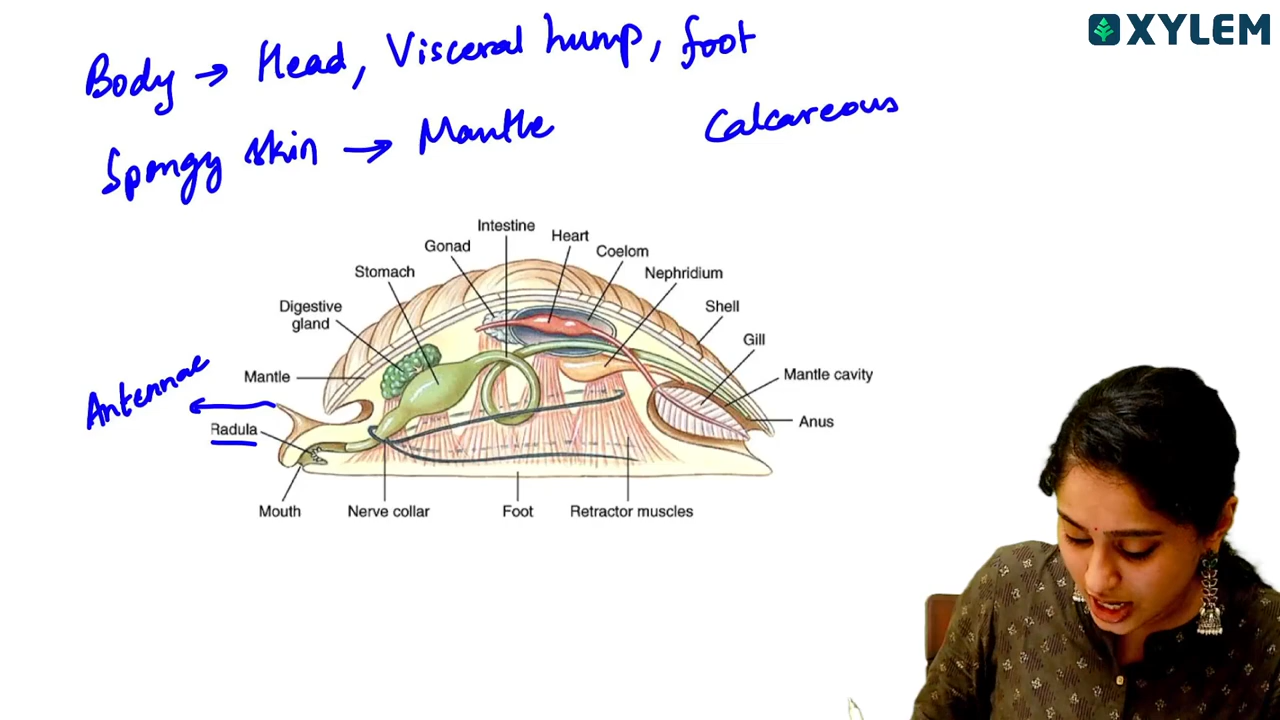 XYLEM
Body → Head, Visceral hump, foot
Spongy skin → Mantle
Calcareous
Intestine
Gonad
Heart
Coelom
Stomach
Nephridium
Digestive
gland
Shell
Gill
Mantle
Mantle cavity
Antennae
Radula
Anus
Mouth
Nerve collar
Foot
Retractor muscles